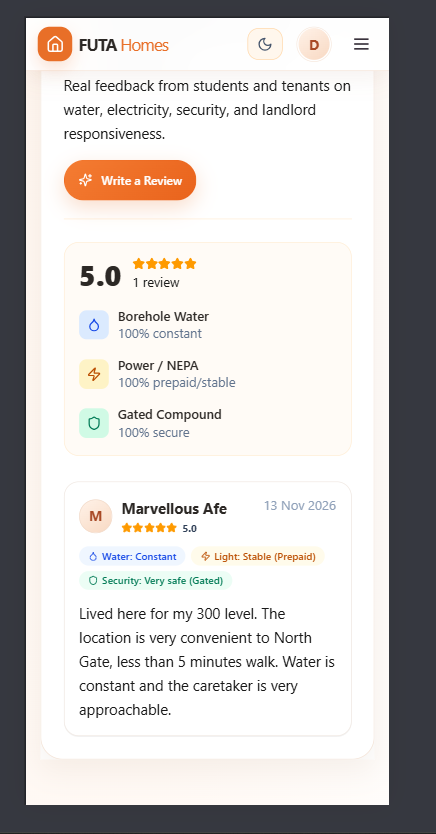 FUTA Homes
D
Real feedback from students and tenants on
water, electricity, security, and landlord
responsiveness.
Write a Review
5.0
1 review
Borehole Water
100% constant
Power / NEPA
100% prepaid/stable
Gated Compound
100% secure
M
Marvellous Afe
13 Nov 2026
5.0
Water: Constant
Light: Stable (Prepaid)
Security: Very safe (Gated)
Lived here for my 300 level. The
location is very convenient to North
Gate, less than 5 minutes walk. Water is
constant and the caretaker is very
approachable.